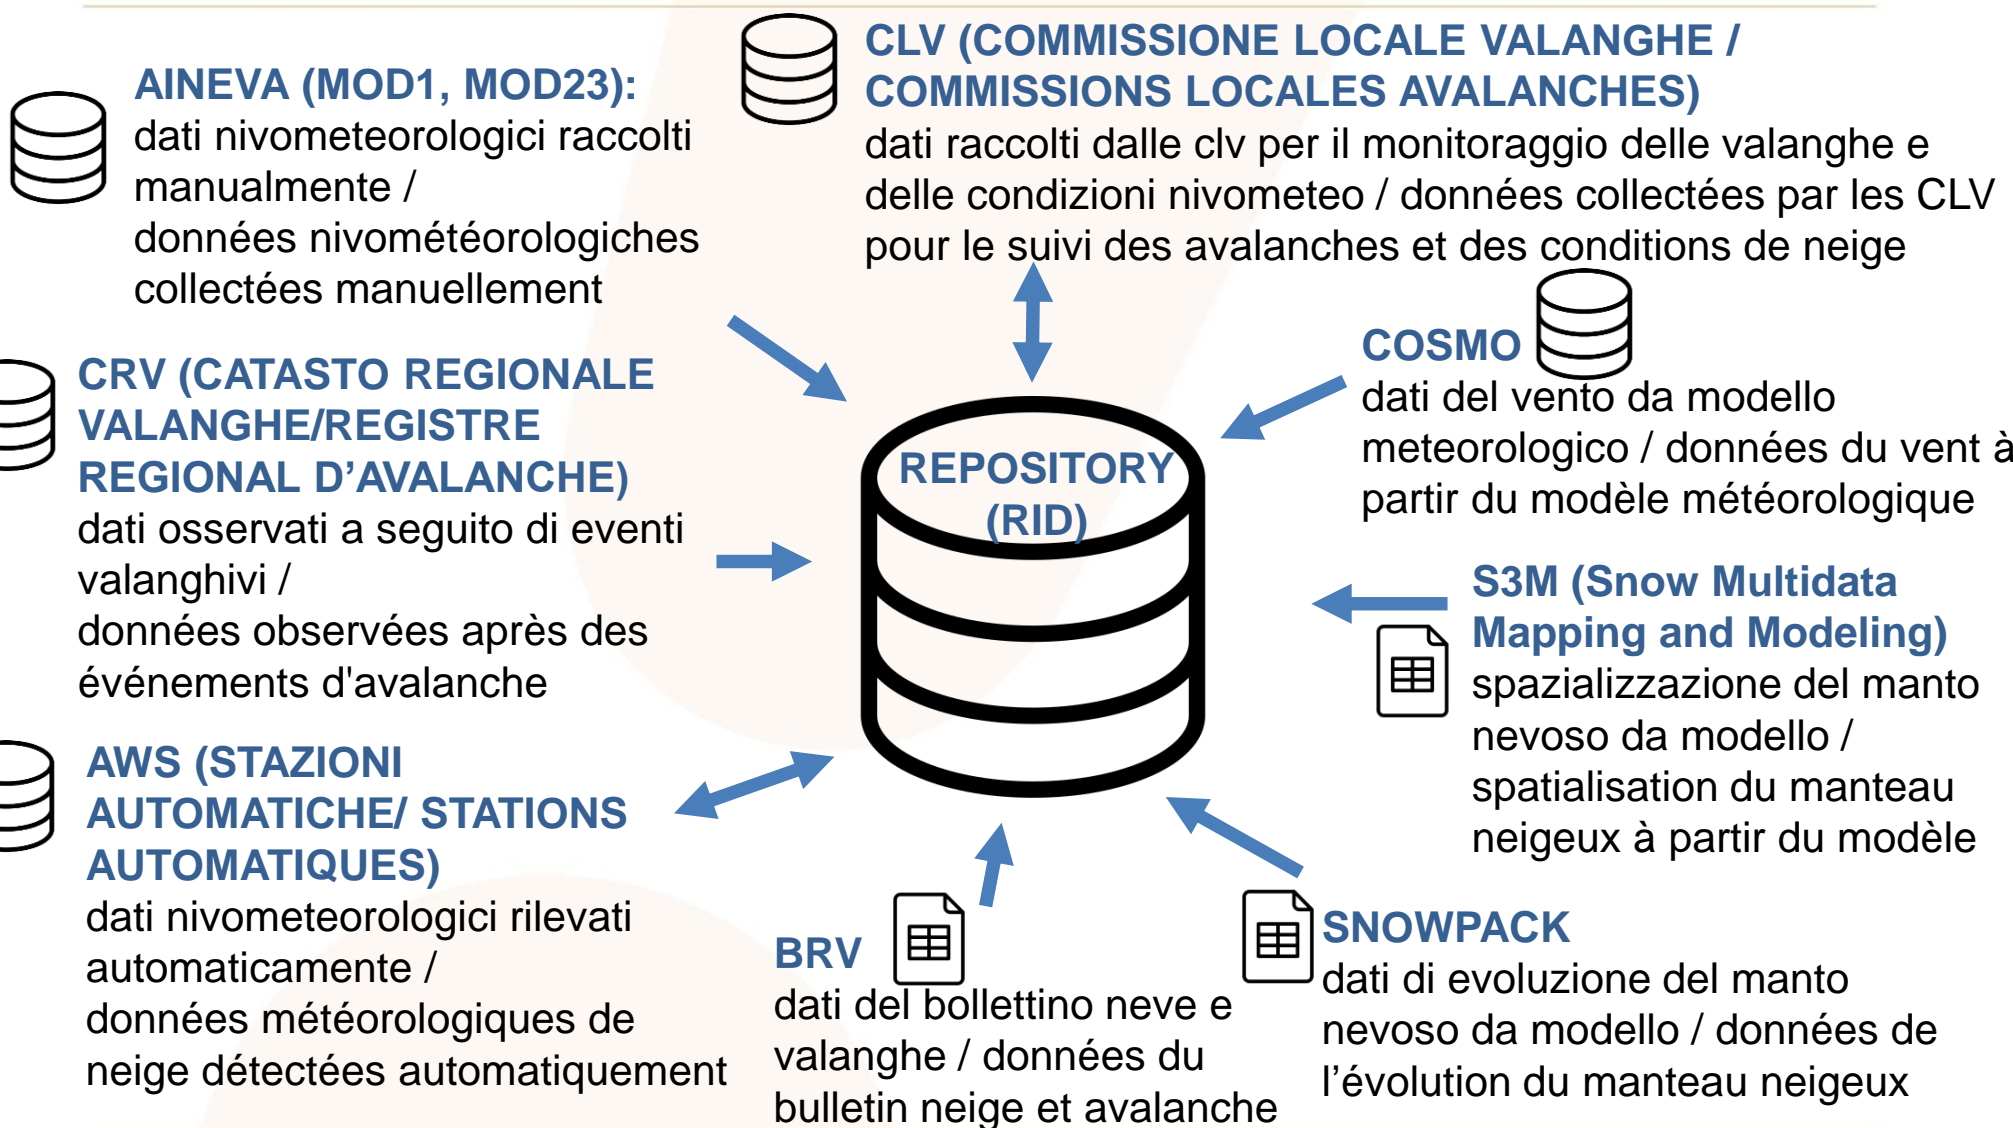 AINEVA (MOD1, MOD23):
dati nivometeorologici raccolti
manualmente /
données nivométéorologiches
collectées manuellement
CLV (COMMISSIONE LOCALE VALANGHE /
COMMISSIONS LOCALES AVALANCHES)
dati raccolti dalle clv per il monitoraggio delle valanghe e
delle condizioni nivometeo / données collectées par les CLV
pour le suivi des avalanches et des conditions de neige
CRV (CATASTO REGIONALE
VALANGHE/REGISTRE
REGIONAL D’AVALANCHE)
dati osservati a seguito di eventi
valanghivi /
données observées après des
événements d'avalanche
REPOSITORY
(RID)
COSMO
dati del vento da modello
meteorologico / données du vent à
partir du modèle météorologique
S3M (Snow Multidata
Mapping and Modeling)
spazializzazione del manto
nevoso da modello /
spatialisation du manteau
neigeux à partir du modèle
AWS (STAZIONI
AUTOMATICHE/ STATIONS
AUTOMATIQUES)
dati nivometeorologici rilevati
automaticamente /
données météorologiques de
neige détectées automatiquement
BRV
dati del bollettino neve e
valanghe / données du
bulletin neige et avalanche
SNOWPACK
dati di evoluzione del manto
nevoso da modello / données de
l’évolution du manteau neigeux